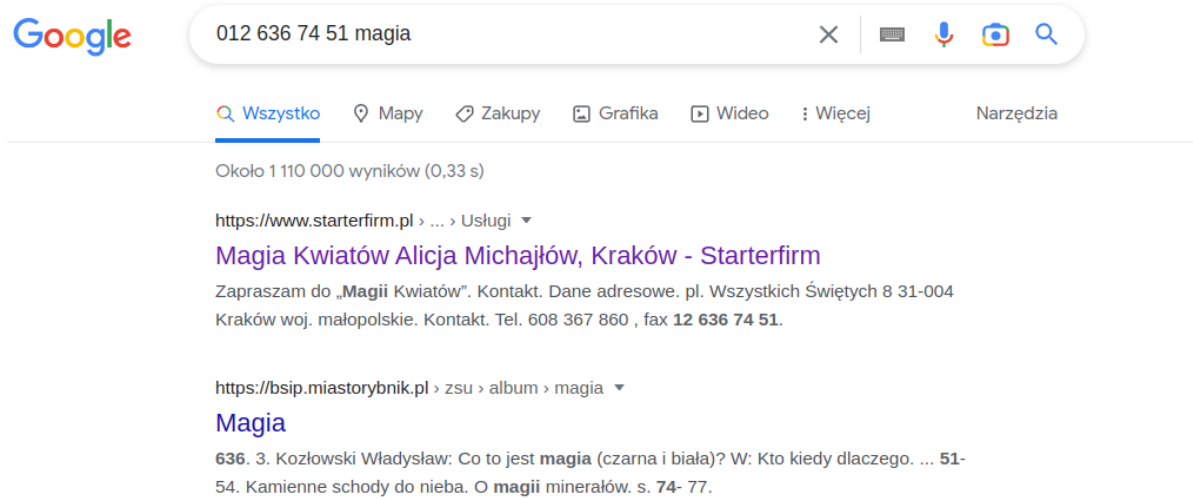 Google
012 636 74 51 magia
Wszystko Mapy Zakupy Grafika Wideo Więcej Narzędzia
Około 1 110 000 wyników (0,33 s)
https://www.starterfirm.pl › ... › Usługi
Magia Kwiatów Alicja Michajłów, Kraków - Starterfirm
Zapraszam do „Magii Kwiatów”. Kontakt. Dane adresowe. pl. Wszystkich Świętych 8 31-004
Kraków woj. małopolskie. Kontakt. Tel. 608 367 860 , fax 12 636 74 51.
https://bsip.miastorybnik.pl › zsu › album › magia
Magia
636. 3. Kozłowski Władysław: Co to jest magia (czarna i biała)? W: Kto kiedy dlaczego. ... 51-
54. Kamienne schody do nieba. O magii minerałów. s. 74- 77.